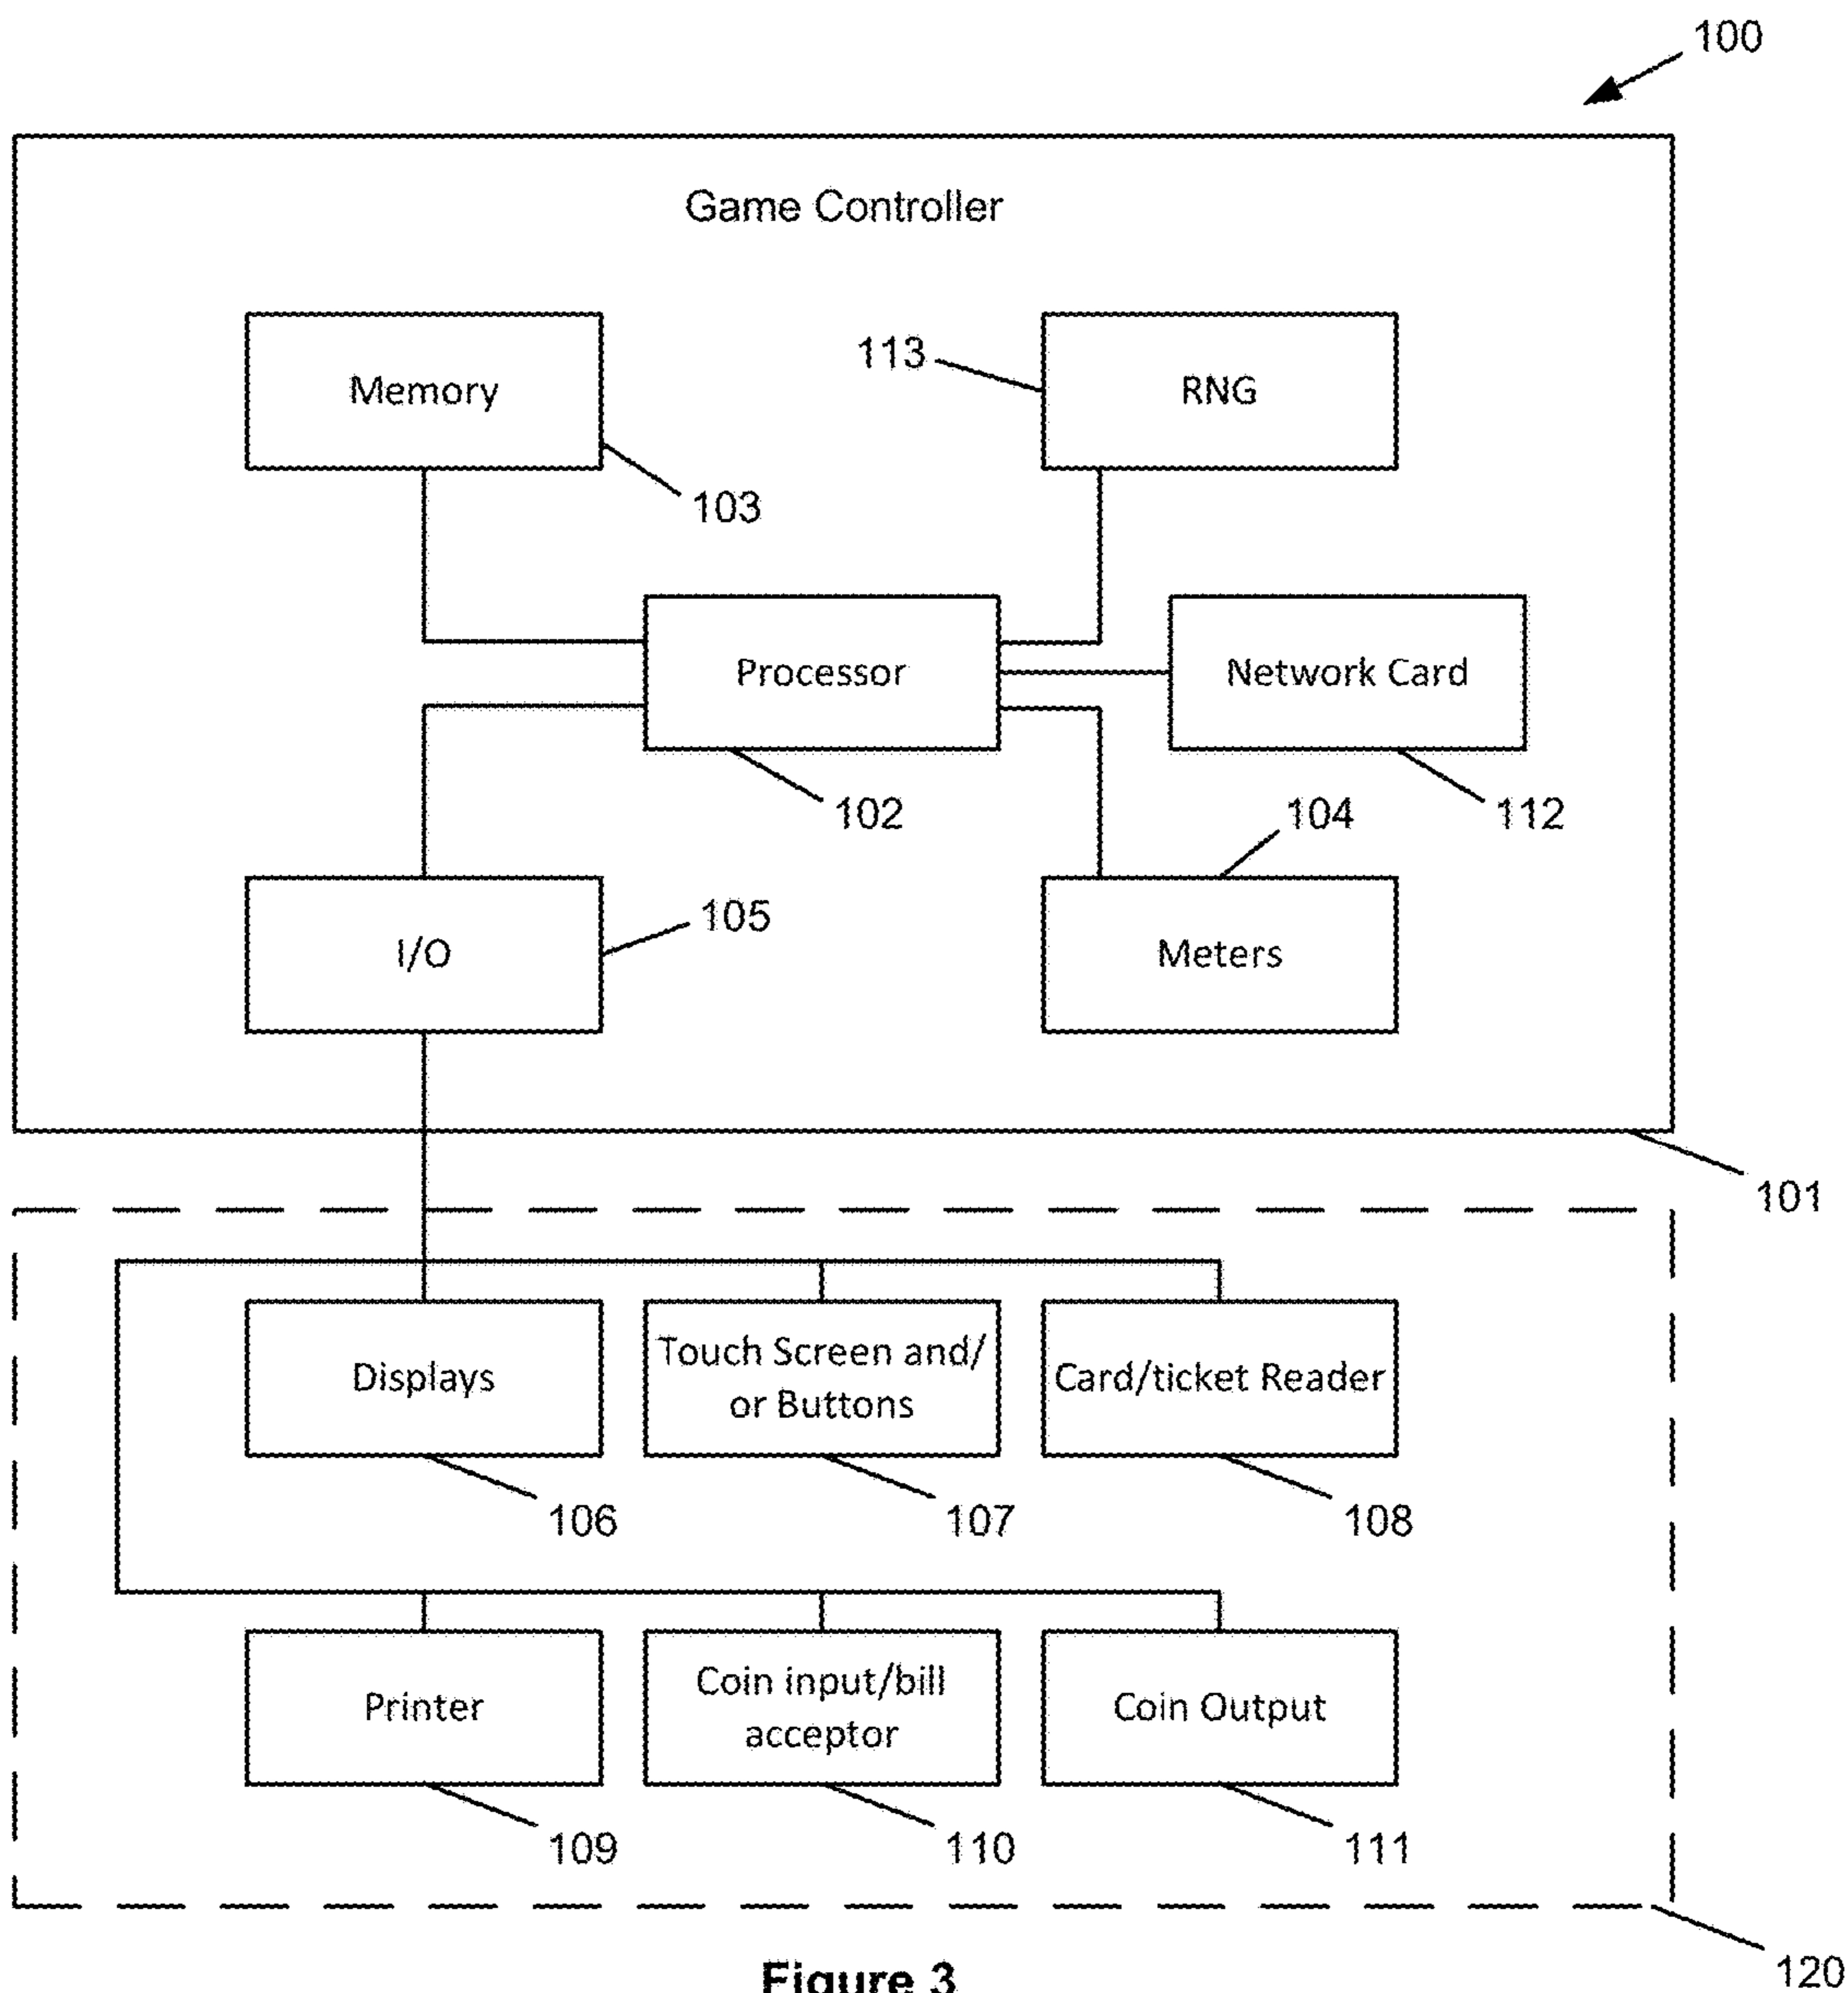 100
Game Controller
Memory
113
RNG
103
Processor
Network Card
102
104
112
I/O
105
Meters
101
Displays
Touch Screen and/
or Buttons
Card/ticket Reader
106
107
108
Printer
Coin input/bill
acceptor
Coin Output
109
110
111
120
Figure 3